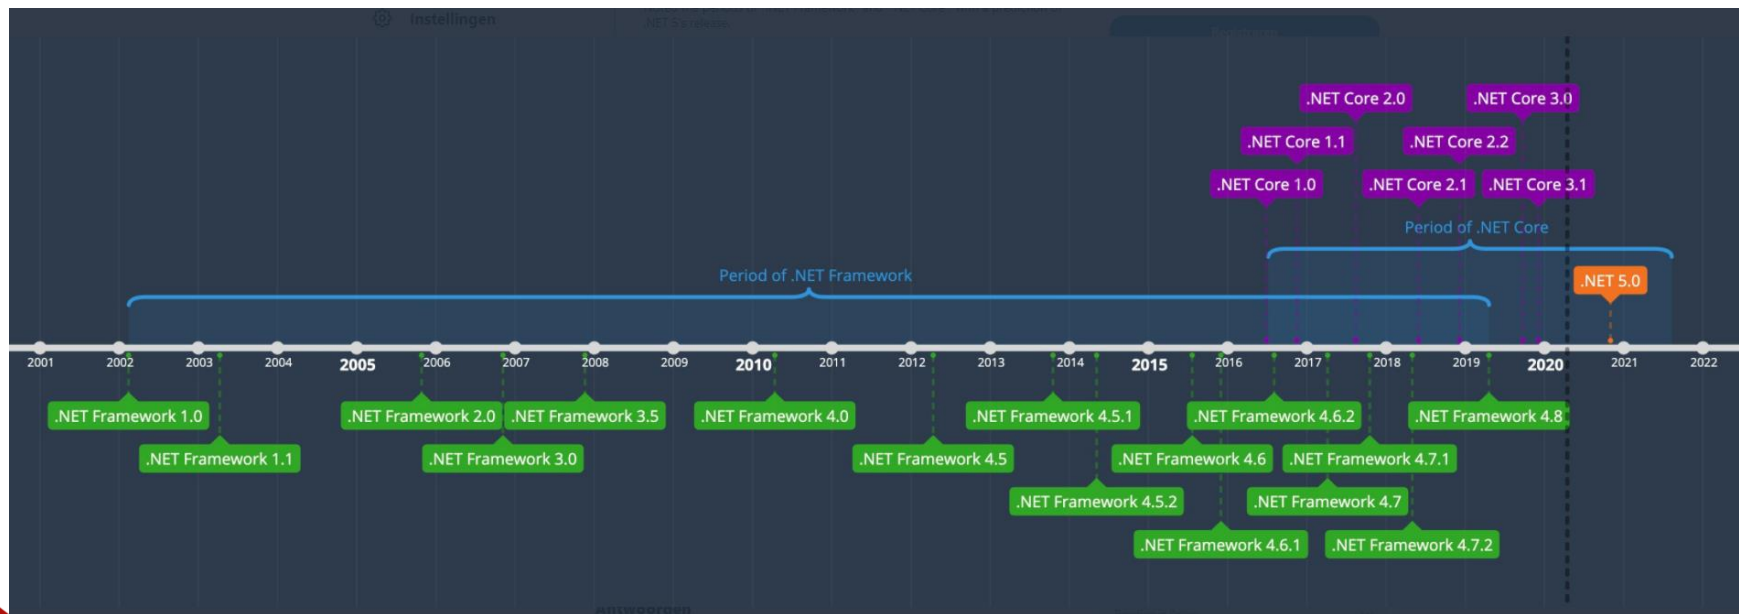 Instellingen
.NET 5's release.
.NET Core 2.0
.NET Core 3.0
.NET Core 1.1
.NET Core 2.2
.NET Core 1.0
.NET Core 2.1
.NET Core 3.1
Period of .NET Core
Period of .NET Framework
.NET 5.0
2001
2002
2003
2004
2005
2006
2007
2008
2009
2010
2011
2012
2013
2014
2015
2016
2017
2018
2019
2020
2021
2022
.NET Framework 1.0
.NET Framework 2.0
.NET Framework 3.5
.NET Framework 4.0
.NET Framework 4.5.1
.NET Framework 4.6.2
.NET Framework 4.8
.NET Framework 1.1
.NET Framework 3.0
.NET Framework 4.5
.NET Framework 4.6
.NET Framework 4.7.1
.NET Framework 4.5.2
.NET Framework 4.7
.NET Framework 4.6.1
.NET Framework 4.7.2
Antwoorden